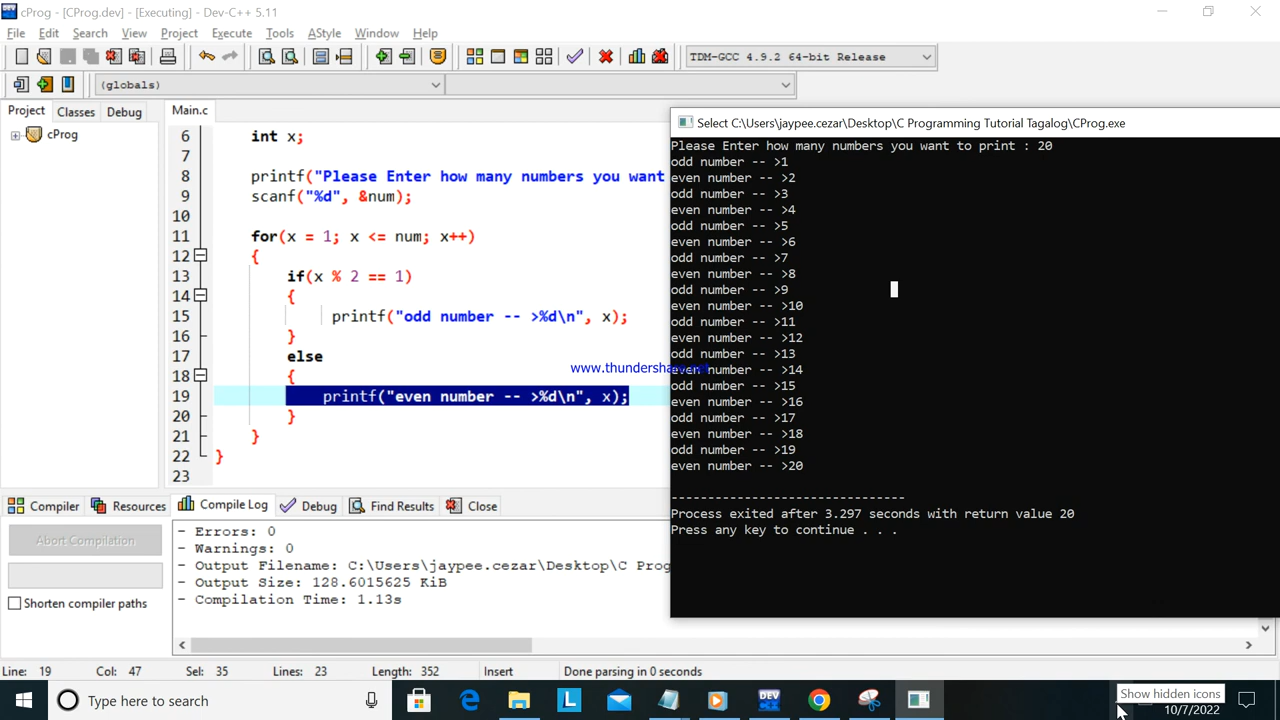 cProg - [CProg.dev] - [Executing] - Dev-C++ 5.11
File Edit Search View Project Execute Tools AStyle Window Help
TDM-GCC 4.9.2 64-bit Release
(globals)
Project Classes Debug
cProg
Main.c
6 int x;
7
8 printf("Please Enter how many numbers you want
9 scanf("%d", &num);
10
11 for(x = 1; x <= num; x++)
12 {
13 if(x % 2 == 1)
14 {
15 printf("odd number -- >%d\n", x);
16 }
17 else
18 {
19 printf("even number -- >%d\n", x);
20 }
21 }
22 }
23
www.thundershare.net
Select C:\Users\jaypee.cezar\Desktop\C Programming Tutorial Tagalog\CProg.exe
Please Enter how many numbers you want to print : 20
odd number -- >1
even number -- >2
odd number -- >3
even number -- >4
odd number -- >5
even number -- >6
odd number -- >7
even number -- >8
odd number -- >9
even number -- >10
odd number -- >11
even number -- >12
odd number -- >13
even number -- >14
odd number -- >15
even number -- >16
odd number -- >17
even number -- >18
odd number -- >19
even number -- >20
--------------------------------
Process exited after 3.297 seconds with return value 20
Press any key to continue . . .
Compiler Resources Compile Log Debug Find Results Close
Abort Compilation
Shorten compiler paths
- Errors: 0
- Warnings: 0
- Output Filename: C:\Users\jaypee.cezar\Desktop\C Prog
- Output Size: 128.6015625 KiB
- Compilation Time: 1.13s
Line: 19 Col: 47 Sel: 35 Lines: 23 Length: 352 Insert Done parsing in 0 seconds
Type here to search
DEV
Show hidden icons
10/7/2022